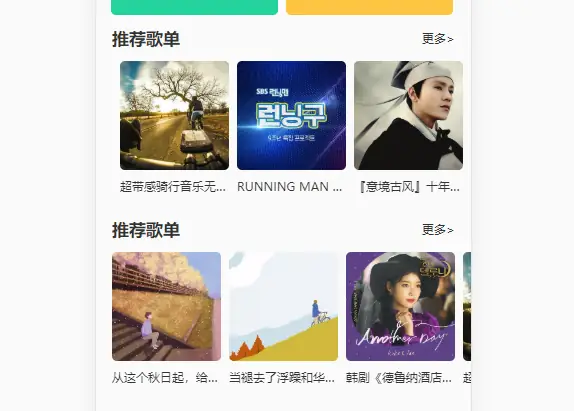 推荐歌单
更多>
SBS 런닝맨
런닝구
超带感骑行音乐无...
RUNNING MAN ...
『意境古风』十年...
推荐歌单
更多>
Another Day
从这个秋日起，给...
当褪去了浮躁和华...
韩剧《德鲁纳酒店...